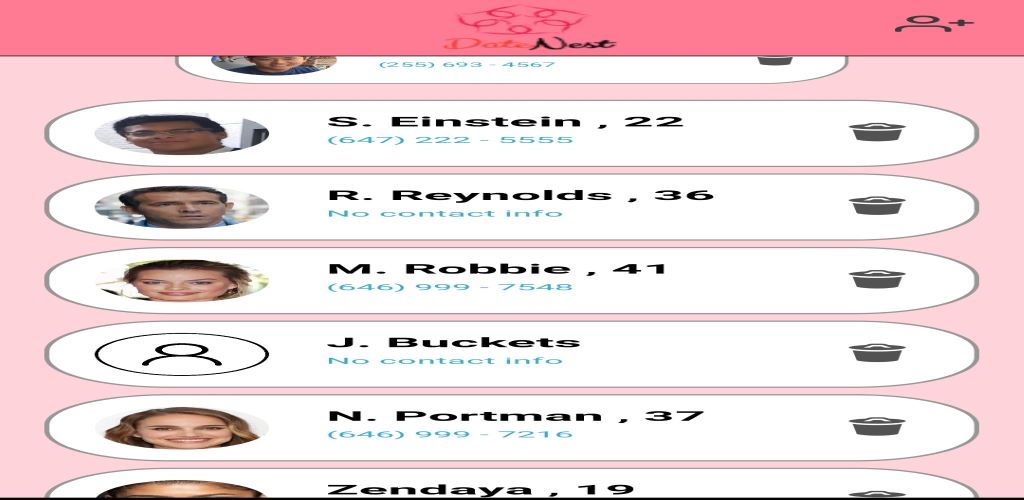 DateNest
(255) 693 - 4567
S. Einstein , 22
(647) 222 - 5555
R. Reynolds , 36
No contact info
M. Robbie , 41
(646) 999 - 7548
J. Buckets
No contact info
N. Portman , 37
(646) 999 - 7216
Zendaya , 19